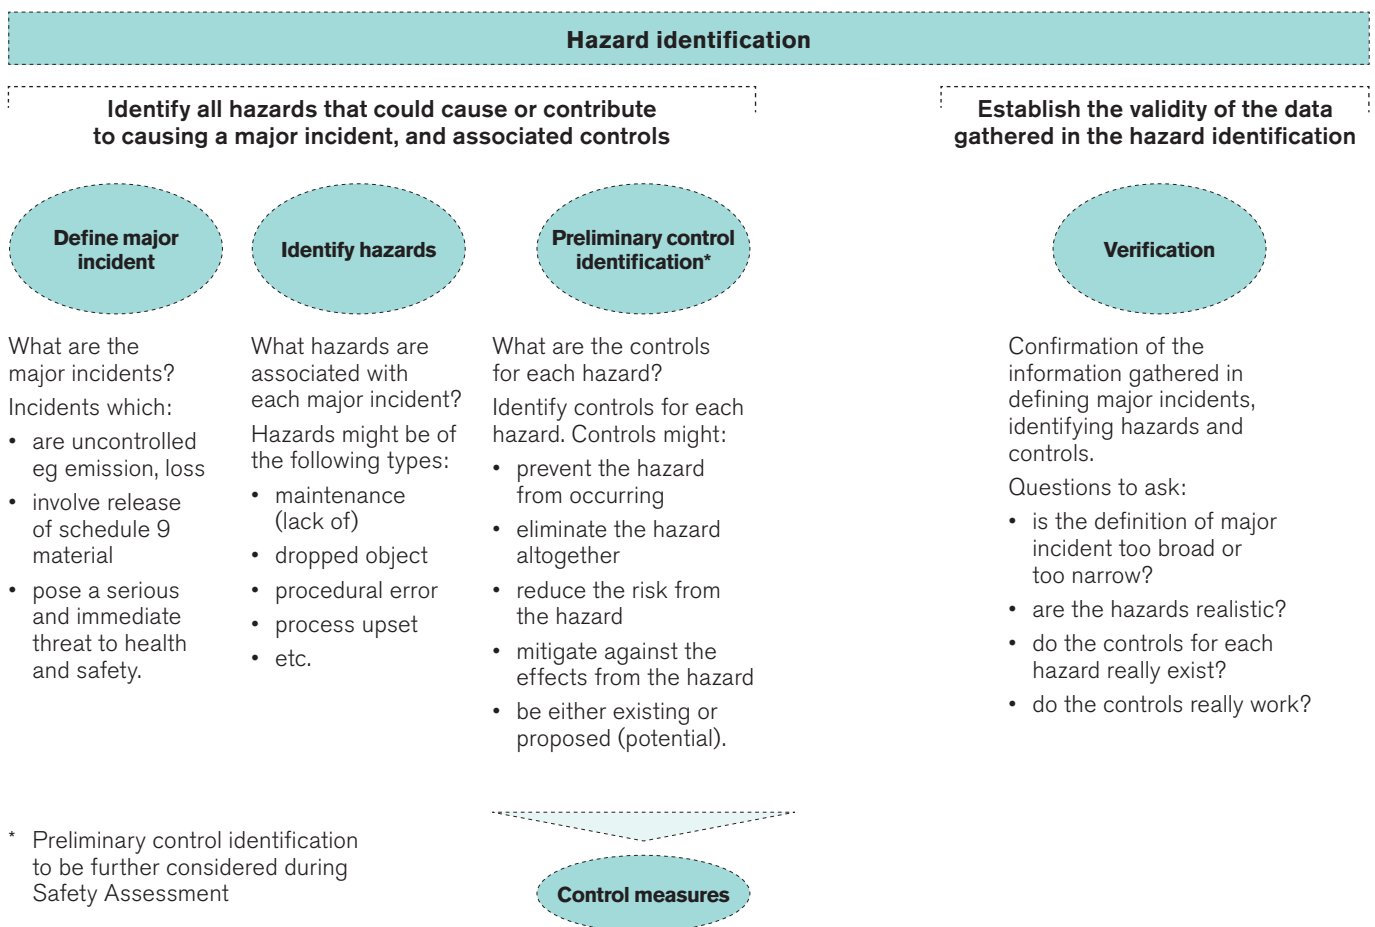 Hazard identification
Identify all hazards that could cause or contribute
to causing a major incident, and associated controls
Establish the validity of the data
gathered in the hazard identification
Define major
incident
Identify hazards
Preliminary control
identification*
Verification
What are the
major incidents?
Incidents which:
• are uncontrolled
eg emission, loss
• involve release
of schedule 9
material
• pose a serious
and immediate
threat to health
and safety.
What hazards are
associated with
each major incident?
Hazards might be of
the following types:
• maintenance
(lack of)
• dropped object
• procedural error
• process upset
• etc.
What are the controls
for each hazard?
Identify controls for each
hazard. Controls might:
• prevent the hazard
from occurring
• eliminate the hazard
altogether
• reduce the risk from
the hazard
• mitigate against the
effects from the hazard
• be either existing or
proposed (potential).
Confirmation of the
information gathered in
defining major incidents,
identifying hazards and
controls.
Questions to ask:
• is the definition of major
incident too broad or
too narrow?
• are the hazards realistic?
• do the controls for each
hazard really exist?
• do the controls really work?
* Preliminary control identification
to be further considered during
Safety Assessment
Control measures